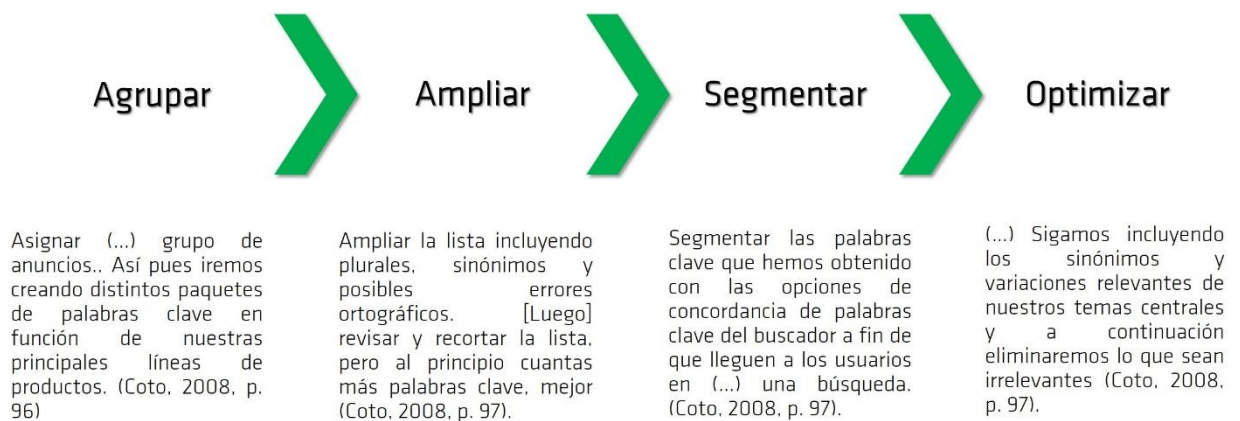 Agrupar
Ampliar
Segmentar
Optimizar
Asignar (...) grupo de
anuncios.. Así pues iremos
creando distintos paquetes
de palabras clave en
función de nuestras
principales líneas de
productos. (Coto, 2008, p.
96)
Ampliar la lista incluyendo
plurales, sinónimos y
posibles errores
ortográficos. [Luego]
revisar y recortar la lista,
pero al principio cuantas
más palabras clave, mejor
(Coto, 2008, p. 97).
Segmentar las palabras
clave que hemos obtenido
con las opciones de
concordancia de palabras
clave del buscador a fin de
que lleguen a los usuarios
en (...) una búsqueda.
(Coto, 2008, p. 97).
(...) Sigamos incluyendo
los sinónimos y
variaciones relevantes de
nuestros temas centrales
y a continuación
eliminaremos lo que sean
irrelevantes (Coto, 2008,
p. 97).